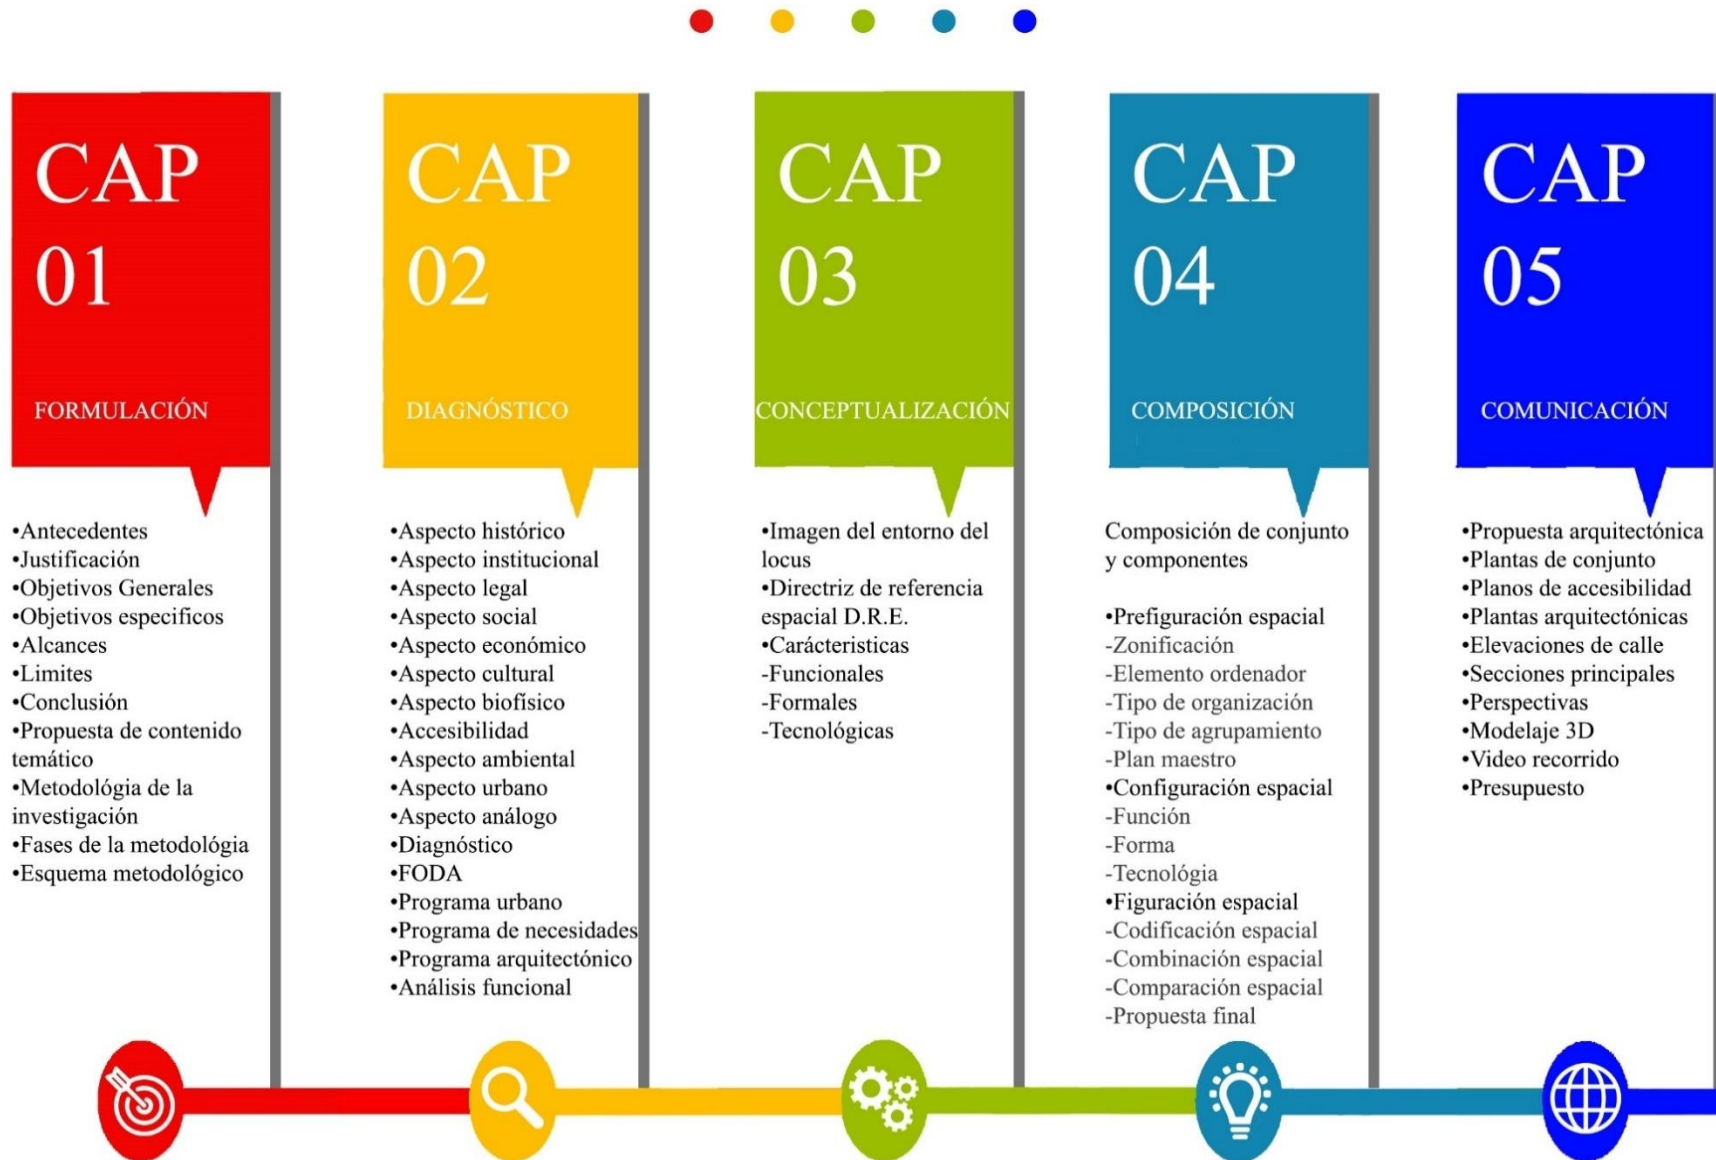 CAP
01
FORMULACIÓN
•Antecedentes
•Justificación
•Objetivos Generales
•Objetivos especificos
•Alcances
•Limites
•Conclusión
•Propuesta de contenido
temático
•Metodológia de la
investigación
•Fases de la metodológia
•Esquema metodológico
CAP
02
DIAGNÓSTICO
•Aspecto histórico
•Aspecto institucional
•Aspecto legal
•Aspecto social
•Aspecto económico
•Aspecto cultural
•Aspecto biofísico
•Accesibilidad
•Aspecto ambiental
•Aspecto urbano
•Aspecto análogo
•Diagnóstico
•FODA
•Programa urbano
•Programa de necesidades
•Programa arquitectónico
•Análisis funcional
CAP
03
CONCEPTUALIZACIÓN
•Imagen del entorno del
locus
•Directriz de referencia
espacial D.R.E.
•Carácteristicas
-Funcionales
-Formales
-Tecnológicas
CAP
04
COMPOSICIÓN
Composición de conjunto
y componentes
•Prefiguración espacial
-Zonificación
-Elemento ordenador
-Tipo de organización
-Tipo de agrupamiento
-Plan maestro
•Configuración espacial
-Función
-Forma
-Tecnológia
•Figuración espacial
-Codificación espacial
-Combinación espacial
-Comparación espacial
-Propuesta final
CAP
05
COMUNICACIÓN
•Propuesta arquitectónica
•Plantas de conjunto
•Planos de accesibilidad
•Plantas arquitectónicas
•Elevaciones de calle
•Secciones principales
•Perspectivas
•Modelaje 3D
•Video recorrido
•Presupuesto